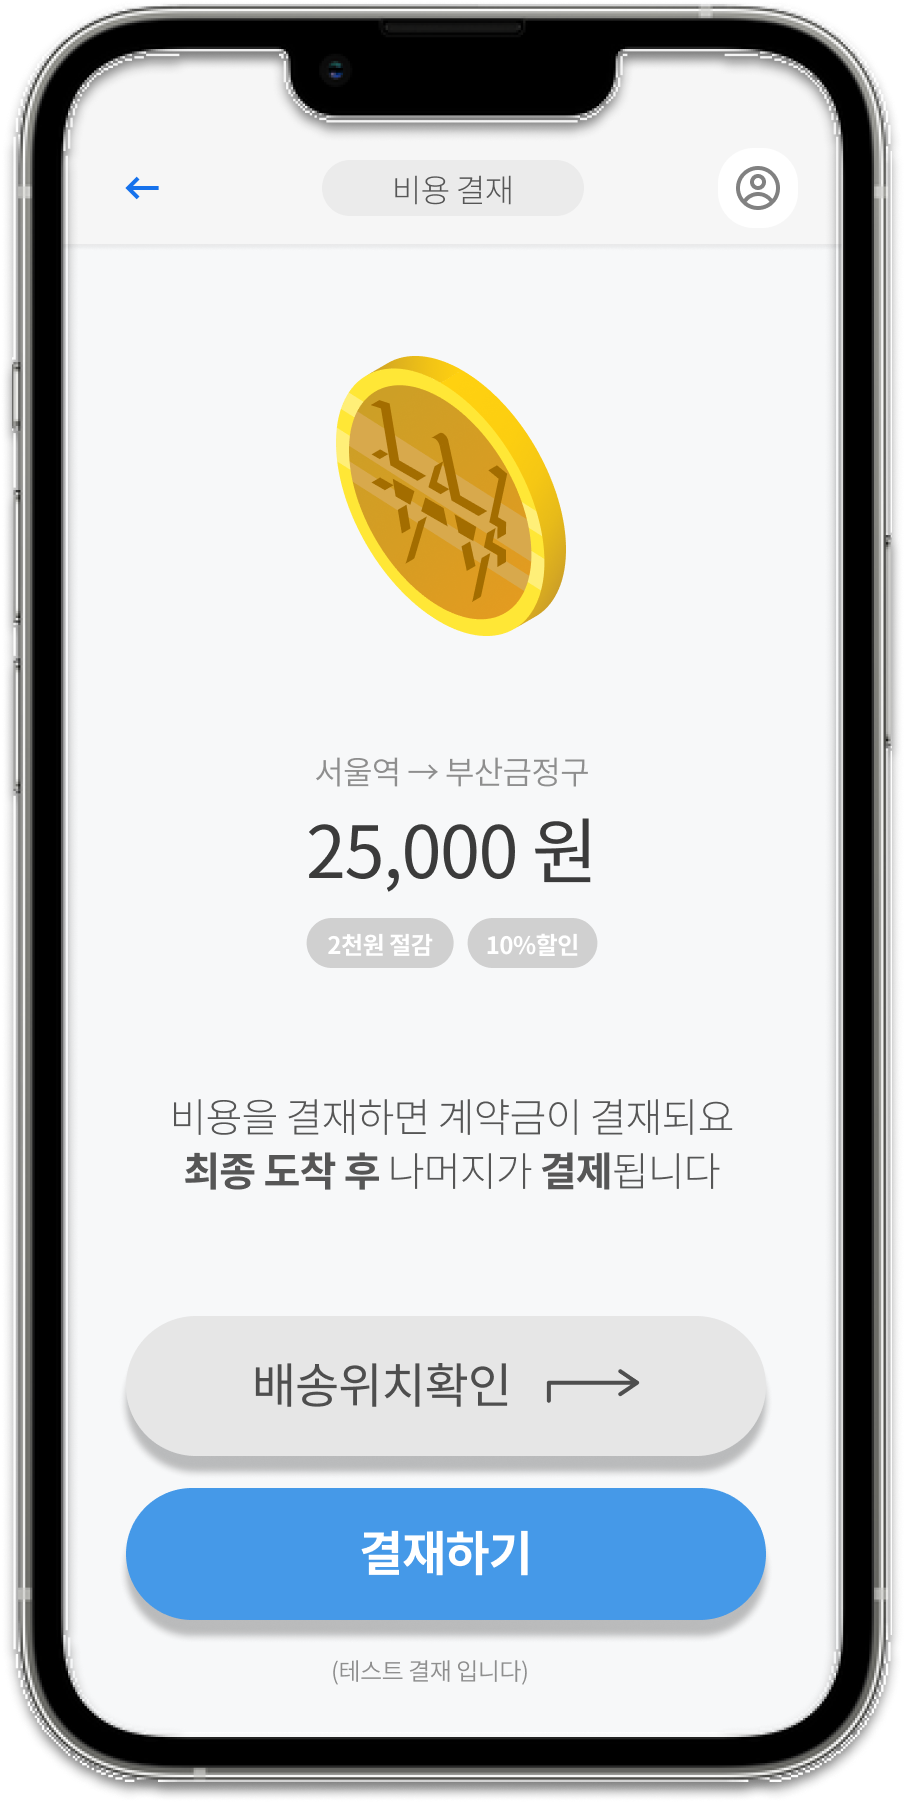 비용 결재
서울역 → 부산금정구
25,000 원
2천원 절감 10%할인
비용을 결재하면 계약금이 결재되요
최종 도착 후 나머지가 결제됩니다
배송위치확인
결재하기
(테스트 결재 입니다)